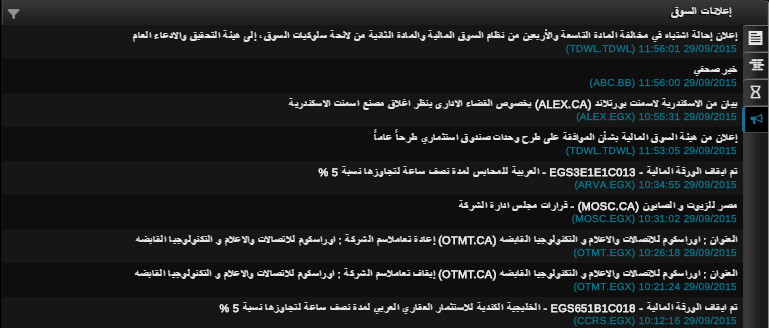 إعلانات السوق
إعلان إحالة اشتباه في مخالفة المادة التاسعة والأربعين من نظام السوق المالية والمادة الثانية من لائحة سلوكيات السوق ، إلى هيئة التحقيق والادعاء العام
(TDWL.TDWL) 11:56:01 29/09/2015
خبر صحفي
(ABC.BB) 11:56:00 29/09/2015
بيان من الاسكندرية لاسمنت بورتلاند (ALEX.CA) بخصوص القضاء الادارى بنظر اغلاق مصنع اسمنت الاسكندرية
(ALEX.EGX) 10:55:31 29/09/2015
إعلان من هيئة السوق المالية بشأن الموافقة على طرح وحدات صندوق استثماري طرحاً عاماً
(TDWL.TDWL) 11:53:05 29/09/2015
تم ايقاف الورقة المالية - EGS3E1E1C013 - العربية للمحابس لمدة نصف ساعة لتجاوزها نسبة 5 %
(ARVA.EGX) 10:34:55 29/09/2015
مصر للزيوت و الصابون (MOSC.CA) - قرارات مجلس ادارة الشركة
(MOSC.EGX) 10:31:02 29/09/2015
العنوان : اوراسكوم للاتصالات والاعلام و التكنولوجيا القابضه (OTMT.CA) إعادة تعاملاسم الشركة : اوراسكوم للاتصالات والاعلام و التكنولوجيا القابضه
(OTMT.EGX) 10:26:18 29/09/2015
العنوان : اوراسكوم للاتصالات والاعلام و التكنولوجيا القابضه (OTMT.CA) إيقاف تعاملاسم الشركة : اوراسكوم للاتصالات والاعلام و التكنولوجيا القابضه
(OTMT.EGX) 10:21:24 29/09/2015
تم ايقاف الورقة المالية - EGS651B1C018 - الخليجية الكندية للاستثمار العقاري العربي لمدة نصف ساعة لتجاوزها نسبة 5 %
(CCRS.EGX) 10:12:16 29/09/2015